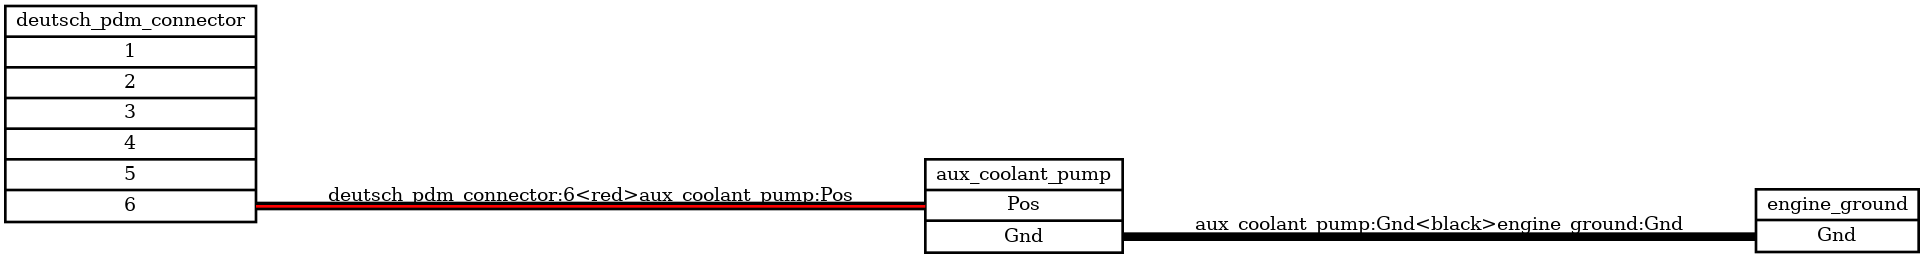 deutsch_pdm_connector
1
2
3
4
5
6
deutsch_pdm_connector:6<red>aux_coolant_pump:Pos
aux_coolant_pump
Pos
Gnd
aux_coolant_pump:Gnd<black>engine_ground:Gnd
engine_ground
Gnd